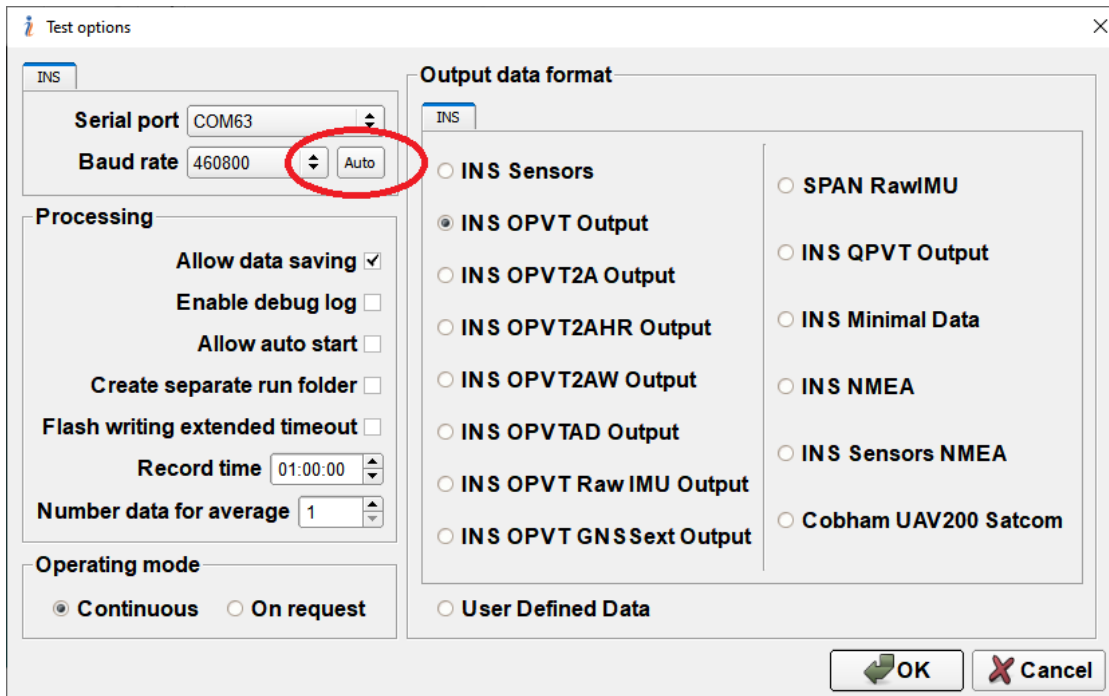 Test options
INS
Serial port COM63
Baud rate 460800 Auto
Processing
Allow data saving
Enable debug log
Allow auto start
Create separate run folder
Flash writing extended timeout
Record time 01:00:00
Number data for average 1
Operating mode
Continuous On request
Output data format
INS
INS Sensors
INS OPVT Output
INS OPVT2A Output
INS OPVT2AHR Output
INS OPVT2AW Output
INS OPVTAD Output
INS OPVT Raw IMU Output
INS OPVT GNSSext Output
SPAN RawIMU
INS QPVT Output
INS Minimal Data
INS NMEA
INS Sensors NMEA
Cobham UAV200 Satcom
User Defined Data
OK Cancel